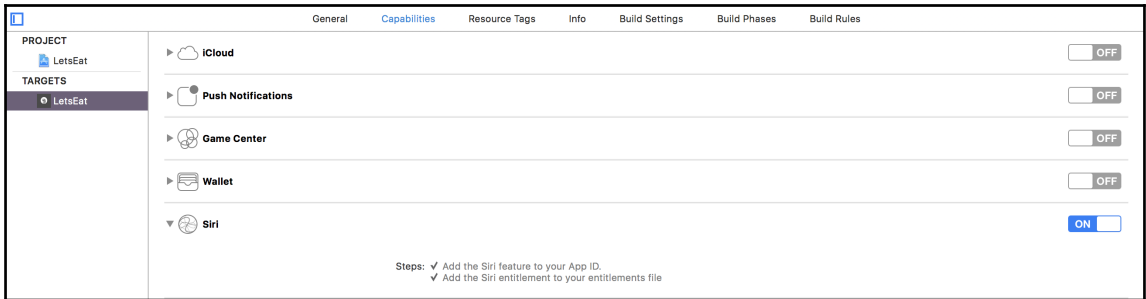 General Capabilities Resource Tags Info Build Settings Build Phases Build Rules
PROJECT
LetsEat
TARGETS
LetsEat
iCloud OFF
Push Notifications OFF
Game Center OFF
Wallet OFF
Siri ON
Steps: ✓ Add the Siri feature to your App ID.
✓ Add the Siri entitlement to your entitlements file